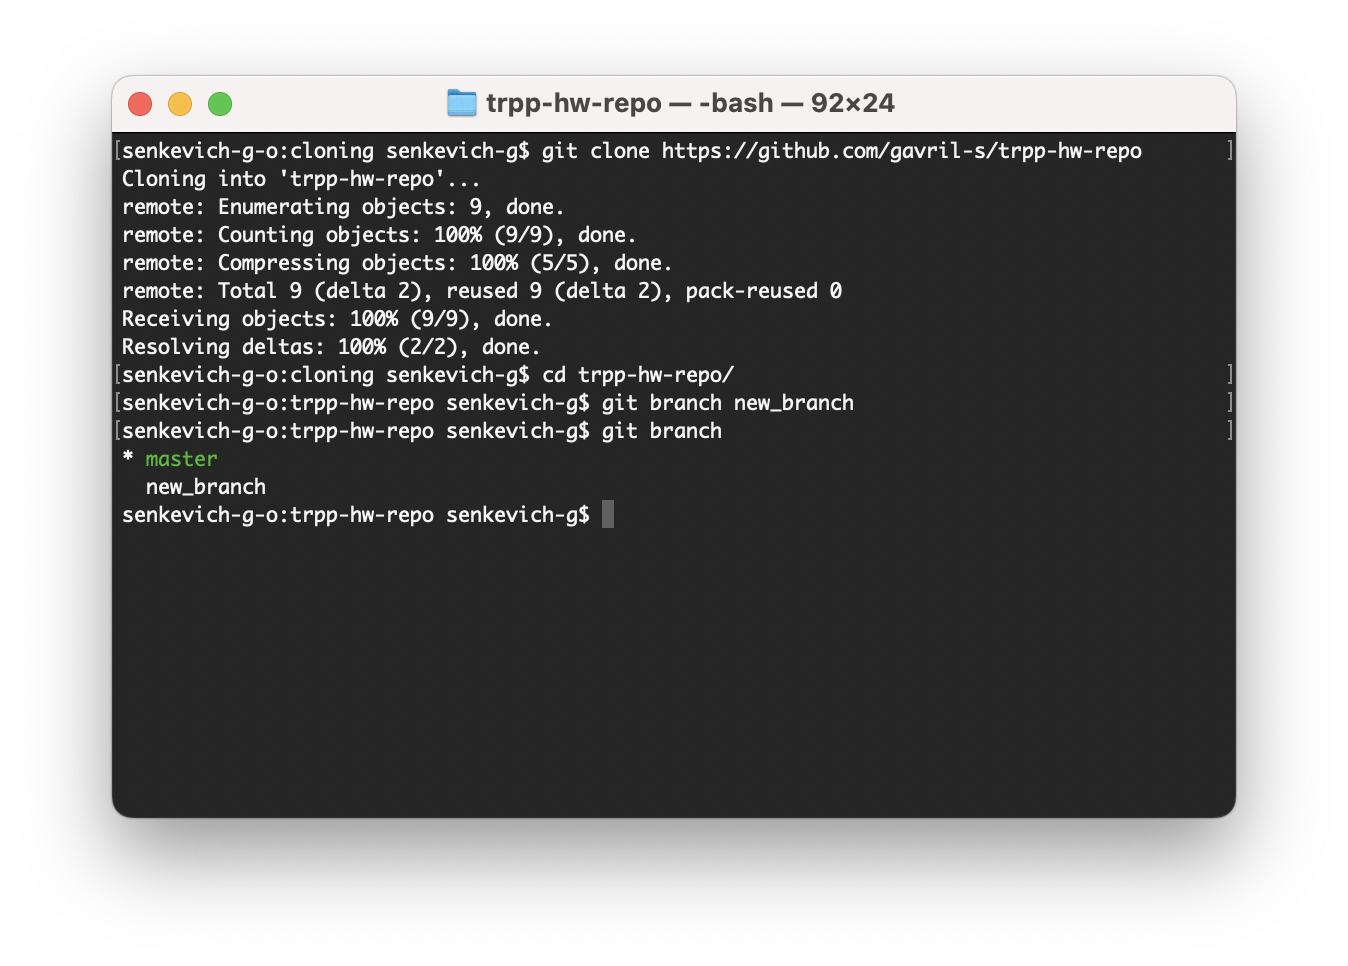 trpp-hw-repo — -bash — 92×24
[senkevich-g-o:cloning senkevich-g$ git clone https://github.com/gavril-s/trpp-hw-repo ]
Cloning into 'trpp-hw-repo'...
remote: Enumerating objects: 9, done.
remote: Counting objects: 100% (9/9), done.
remote: Compressing objects: 100% (5/5), done.
remote: Total 9 (delta 2), reused 9 (delta 2), pack-reused 0
Receiving objects: 100% (9/9), done.
Resolving deltas: 100% (2/2), done.
[senkevich-g-o:cloning senkevich-g$ cd trpp-hw-repo/ ]
[senkevich-g-o:trpp-hw-repo senkevich-g$ git branch new_branch ]
[senkevich-g-o:trpp-hw-repo senkevich-g$ git branch ]
* master
  new_branch
senkevich-g-o:trpp-hw-repo senkevich-g$